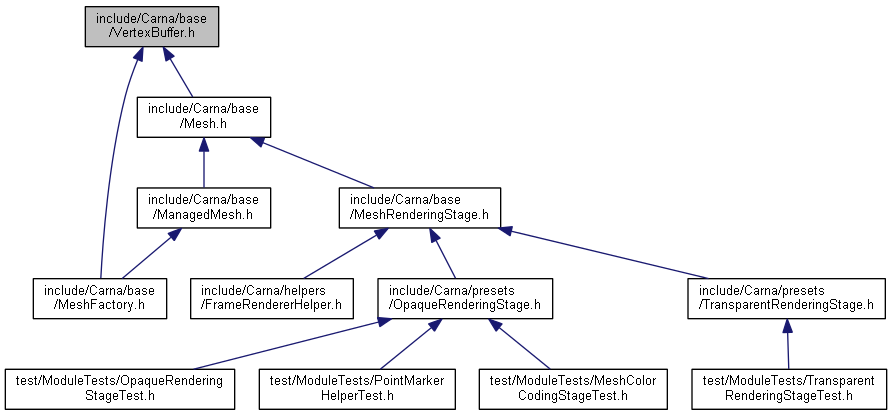 include/Carna/base
/VertexBuffer.h
include/Carna/base
/Mesh.h
include/Carna/base
/ManagedMesh.h
include/Carna/base
/MeshRenderingStage.h
include/Carna/base
/MeshFactory.h
include/Carna/helpers
/FrameRendererHelper.h
include/Carna/presets
/OpaqueRenderingStage.h
include/Carna/presets
/TransparentRenderingStage.h
test/ModuleTests/OpaqueRendering
StageTest.h
test/ModuleTests/PointMarker
HelperTest.h
test/ModuleTests/MeshColor
CodingStageTest.h
test/ModuleTests/Transparent
RenderingStageTest.h